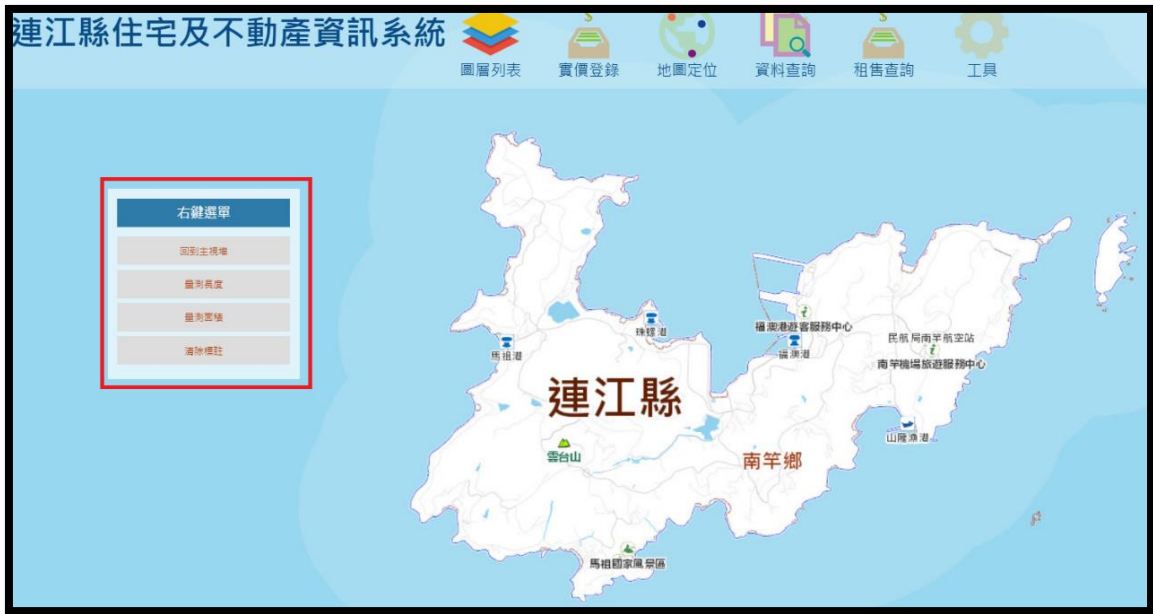 連江縣住宅及不動產資訊系統
圖層列表
實價登錄
地圖定位
資料查詢
租售查詢
工具
右鍵選單
回到主視埠
量測長度
量測面積
清除標註
珠螺港
福澳港遊客服務中心
民航局南竿航空站
馬祖港
福澳港
南竿機場旅遊服務中心
連江縣
山隴漁港
雲台山
南竿鄉
馬祖國家風景區